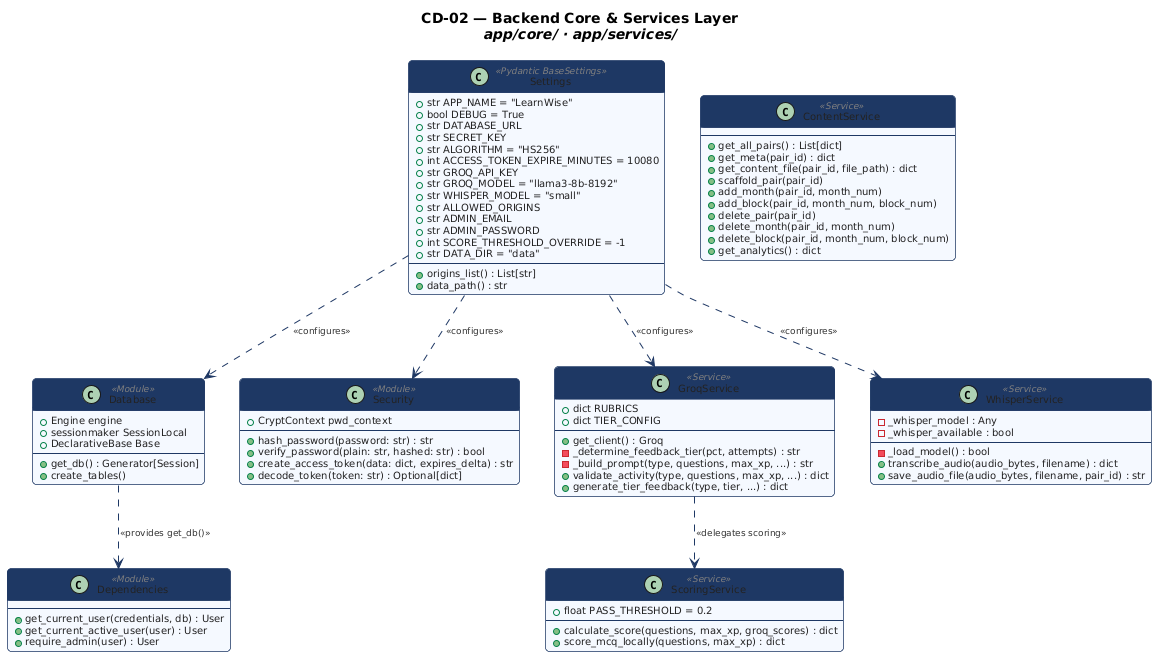 CD-02 — Backend Core & Services Layer
app/core/ · app/services/
C «Pydantic BaseSettings»
Settings
str APP_NAME = "LearnWise"
bool DEBUG = True
str DATABASE_URL
str SECRET_KEY
str ALGORITHM = "HS256"
int ACCESS_TOKEN_EXPIRE_MINUTES = 10080
str GROQ_API_KEY
str GROQ_MODEL = "llama3-8b-8192"
str WHISPER_MODEL = "small"
str ALLOWED_ORIGINS
str ADMIN_EMAIL
str ADMIN_PASSWORD
int SCORE_THRESHOLD_OVERRIDE = -1
str DATA_DIR = "data"
origins_list() : List[str]
data_path() : str
C «Service»
ContentService
get_all_pairs() : List[dict]
get_meta(pair_id) : dict
get_content_file(pair_id, file_path) : dict
scaffold_pair(pair_id)
add_month(pair_id, month_num)
add_block(pair_id, month_num, block_num)
delete_pair(pair_id)
delete_month(pair_id, month_num)
delete_block(pair_id, month_num, block_num)
get_analytics() : dict
«configures»
«configures»
«configures»
«configures»
C «Module»
Database
Engine engine
sessionmaker SessionLocal
DeclarativeBase Base
get_db() : Generator[Session]
create_tables()
C «Module»
Security
CryptContext pwd_context
hash_password(password: str) : str
verify_password(plain: str, hashed: str) : bool
create_access_token(data: dict, expires_delta) : str
decode_token(token: str) : Optional[dict]
C «Service»
GroqService
dict RUBRICS
dict TIER_CONFIG
get_client() : Groq
_determine_feedback_tier(pct, attempts) : str
_build_prompt(type, questions, max_xp, ...) : str
validate_activity(type, questions, max_xp, ...) : dict
generate_tier_feedback(type, tier, ...) : dict
C «Service»
WhisperService
_whisper_model : Any
_whisper_available : bool
_load_model() : bool
transcribe_audio(audio_bytes, filename) : dict
save_audio_file(audio_bytes, filename, pair_id) : str
«provides get_db()»
«delegates scoring»
C «Module»
Dependencies
get_current_user(credentials, db) : User
get_current_active_user(user) : User
require_admin(user) : User
C «Service»
ScoringService
float PASS_THRESHOLD = 0.2
calculate_score(questions, max_xp, groq_scores) : dict
score_mcq_locally(questions, max_xp) : dict